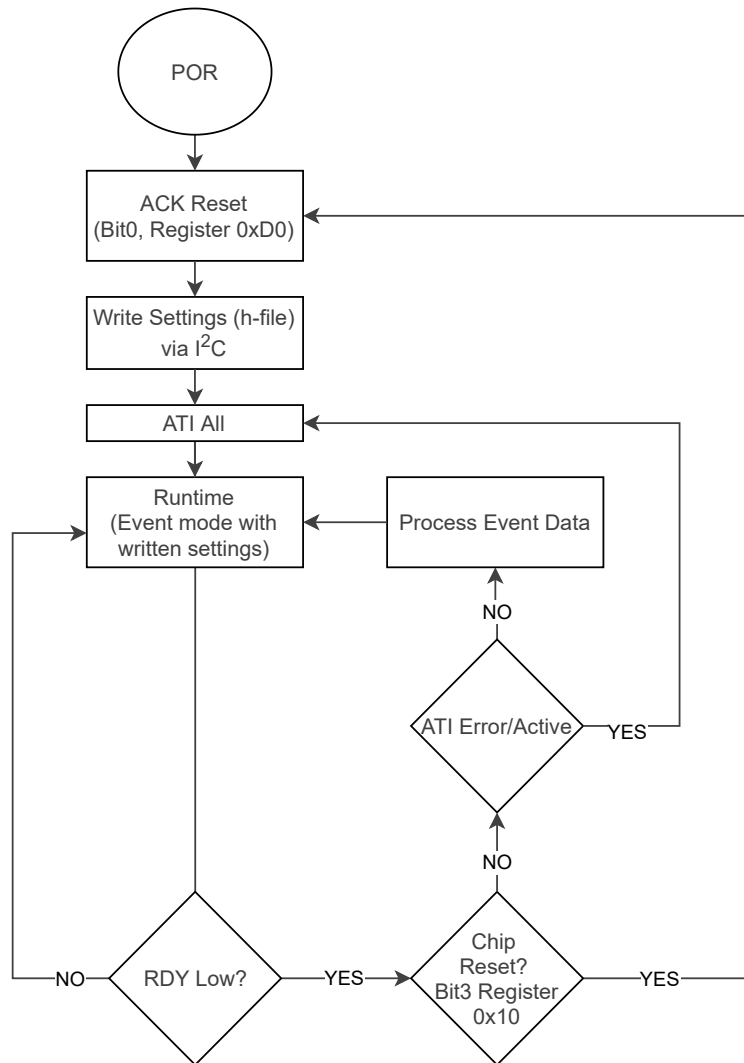 POR
ACK Reset
(Bit0, Register 0xD0)
Write Settings (h-file)
via I²C
ATI All
Runtime
(Event mode with
written settings)
Process Event Data
NO
ATI Error/Active
YES
NO
RDY Low?
NO
YES
Chip
Reset?
Bit3 Register
0x10
YES